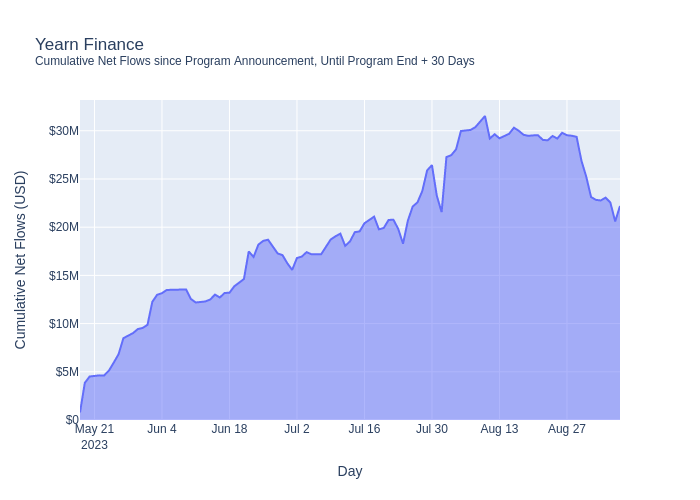 Yearn Finance
Cumulative Net Flows since Program Announcement, Until Program End + 30 Days
Cumulative Net Flows (USD)
$30M
$25M
$20M
$15M
$10M
$5M
$0
May 21 Jun 4 Jun 18 Jul 2 Jul 16 Jul 30 Aug 13 Aug 27
2023
Day